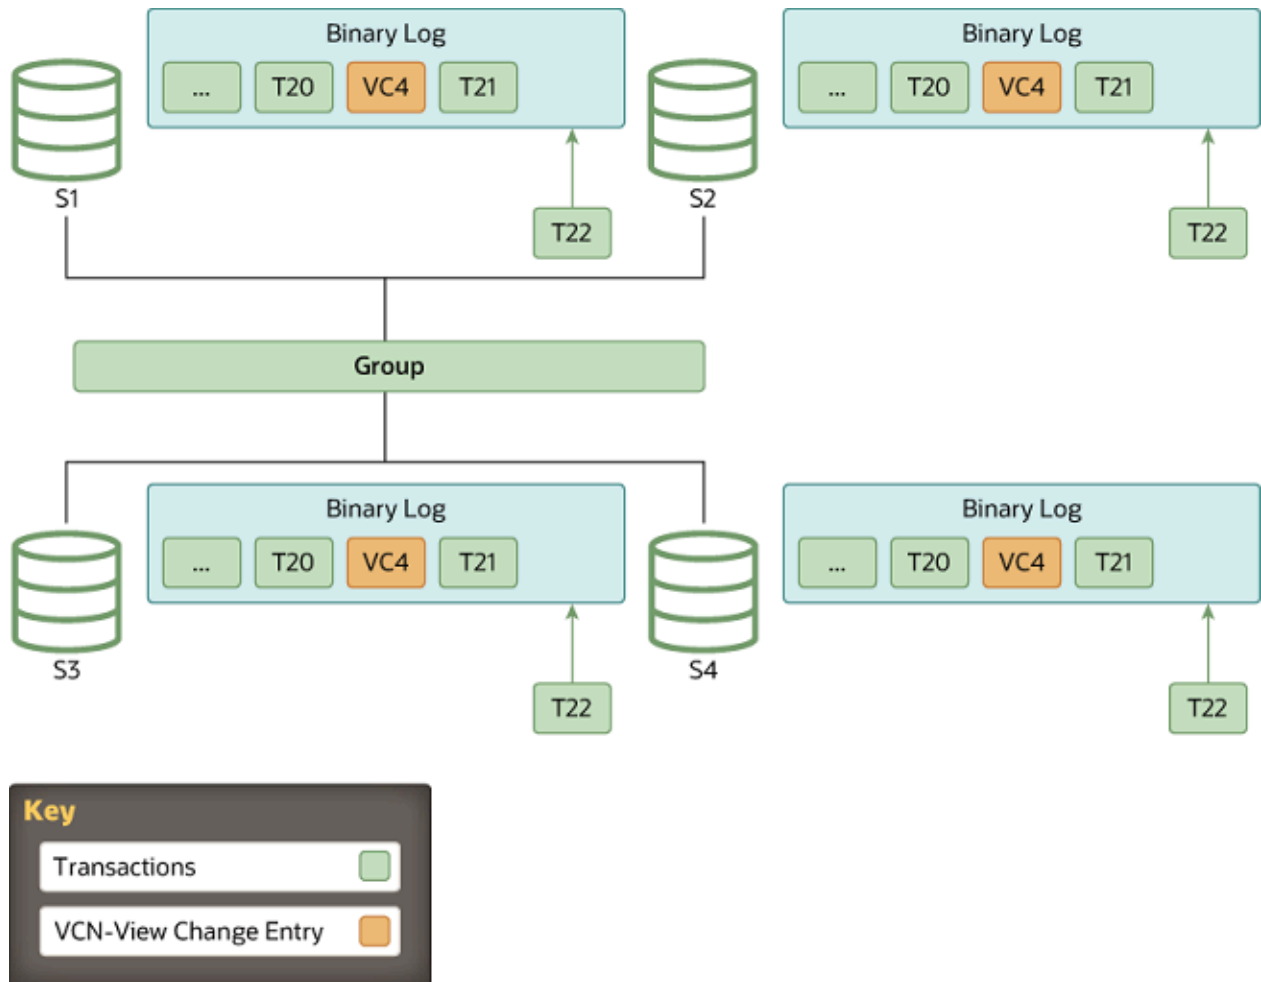 Binary Log
... T20 VC4 T21
S1
T22
Binary Log
... T20 VC4 T21
S2
T22
Group
Binary Log
... T20 VC4 T21
S3
T22
Binary Log
... T20 VC4 T21
S4
T22
Key
Transactions
VCN-View Change Entry